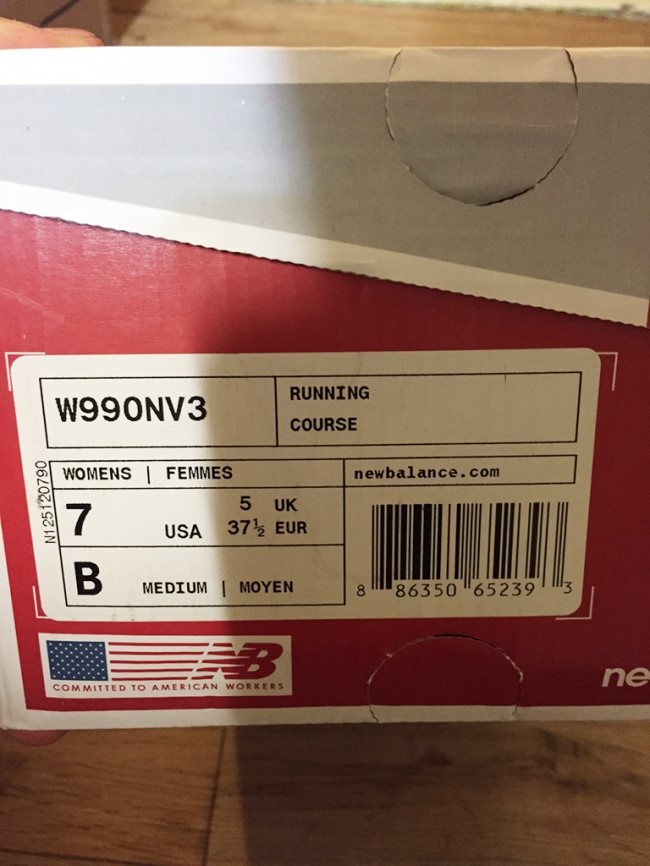 W990NV3
RUNNING
COURSE
WOMENS | FEMMES
newbalance.com
7 USA 5 UK
37½ EUR
B MEDIUM | MOYEN
8 86350 65239 3
N125120790
NB
COMMITTED TO AMERICAN WORKERS
ne